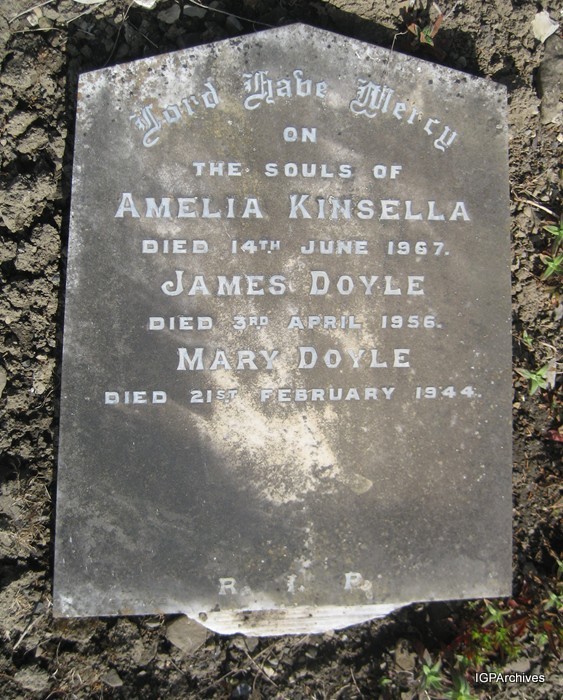 Lord Have Mercy
ON
THE SOULS OF
AMELIA KINSELLA
DIED 14TH JUNE 1967.
JAMES DOYLE
DIED 3RD APRIL 1956.
MARY DOYLE
DIED 21ST FEBRUARY 1944.
R. I. P.
IGPArchives